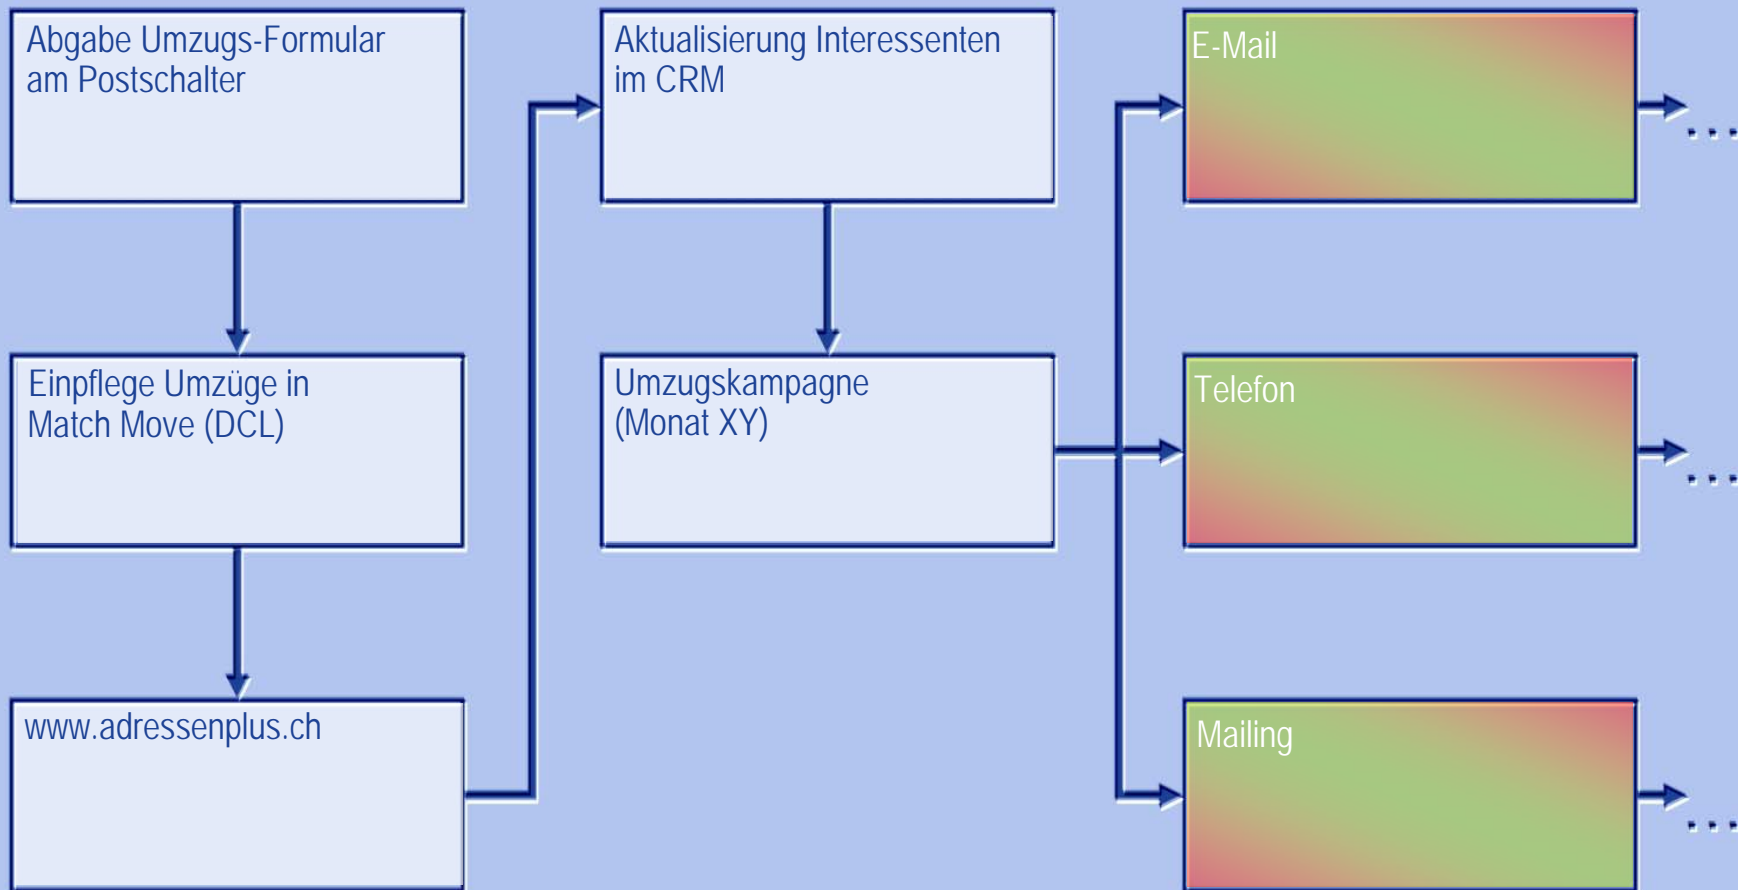 Abgabe Umzugs-Formular
am Postschalter
Einpflege Umzüge in
Match Move (DCL)
www.adressenplus.ch
Aktualisierung Interessenten
im CRM
Umzugskampagne
(Monat XY)
E-Mail
...
Telefon
...
Mailing
...